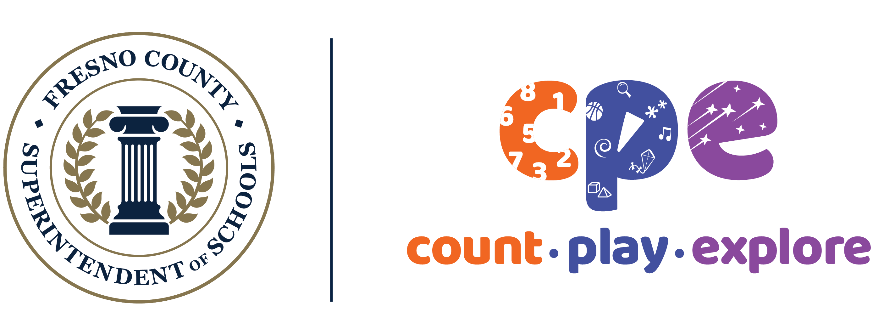 FRESNO COUNTY
SUPERINTENDENT OF SCHOOLS
cpe
8
1
6
5
7
3
2
count · play · explore